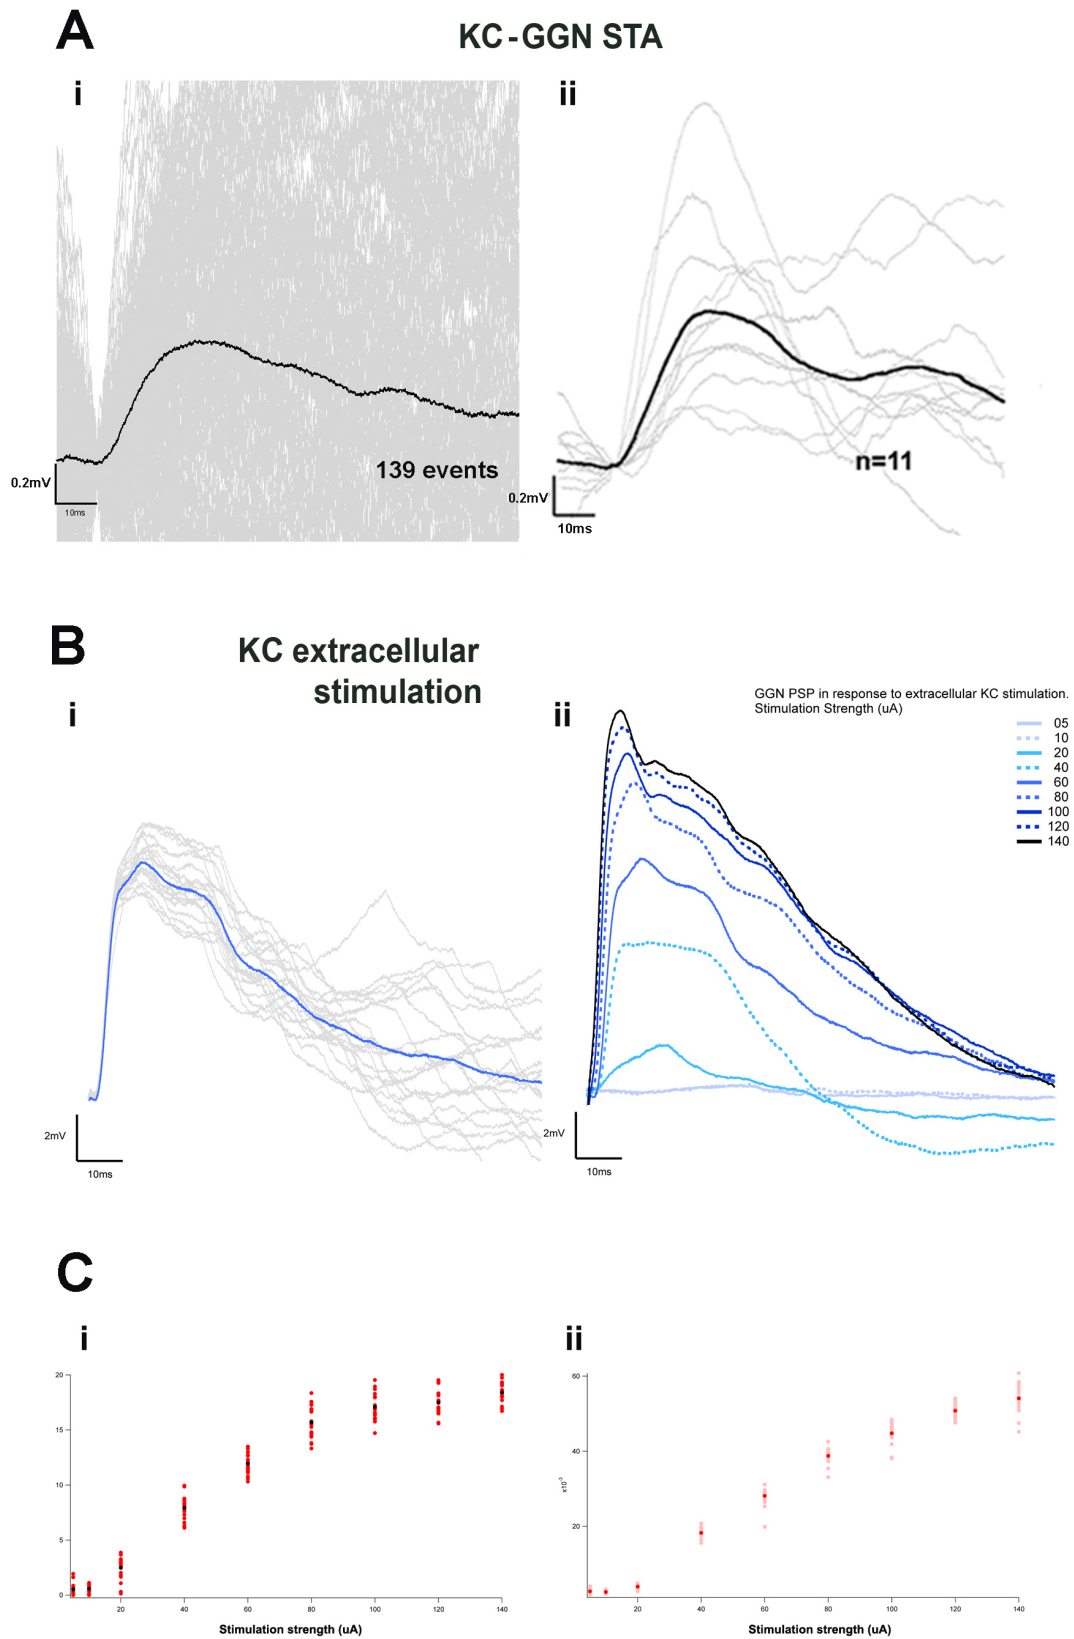 A
KC-GGN STA
i
ii
139 events
n=11
0.2mV
10ms
0.2mV
10ms
B
KC extracellular
stimulation
i
ii
GGN PSP in response to extracellular KC stimulation.
Stimulation Strength (uA)
05
10
20
40
60
80
100
120
140
2mV
10ms
2mV
10ms
C
i
ii
20
15
10
5
0
20
40
60
80
100
120
140
Stimulation strength (uA)
60
40
20
x10⁻³
20
40
60
80
100
120
140
Stimulation strength (uA)